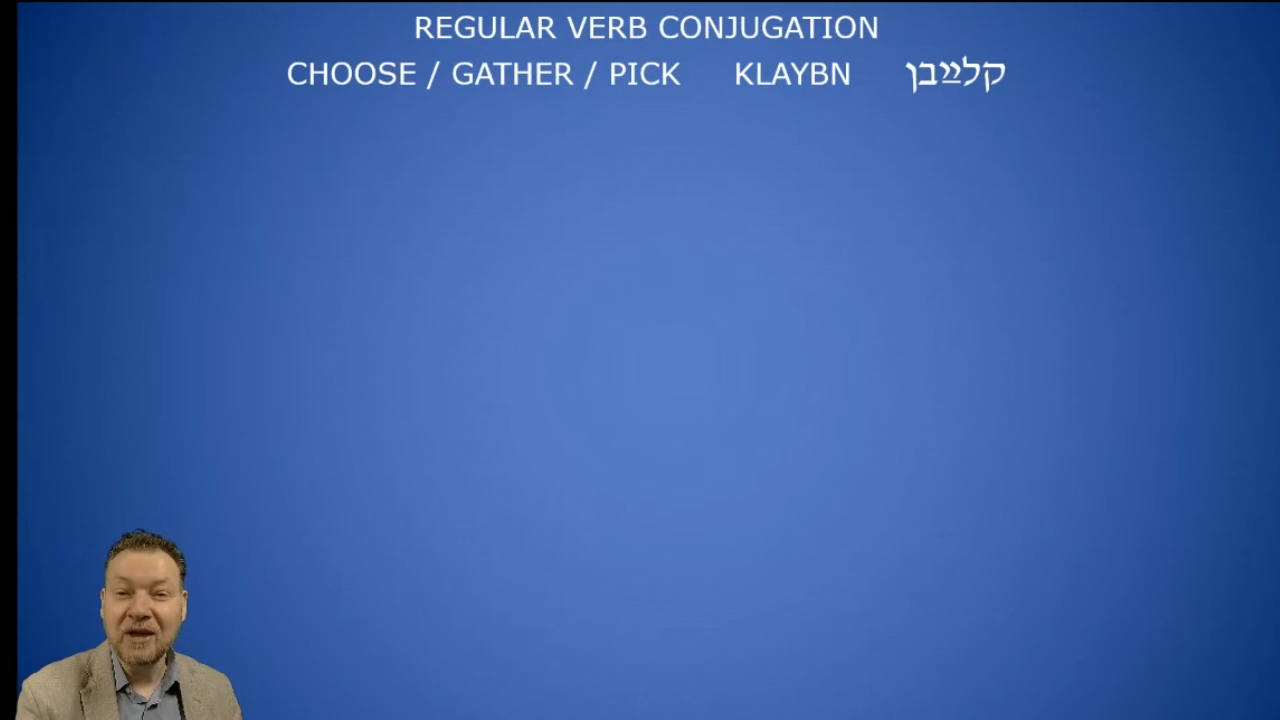 REGULAR VERB CONJUGATION
CHOOSE / GATHER / PICK KLAYBN קלײַבן